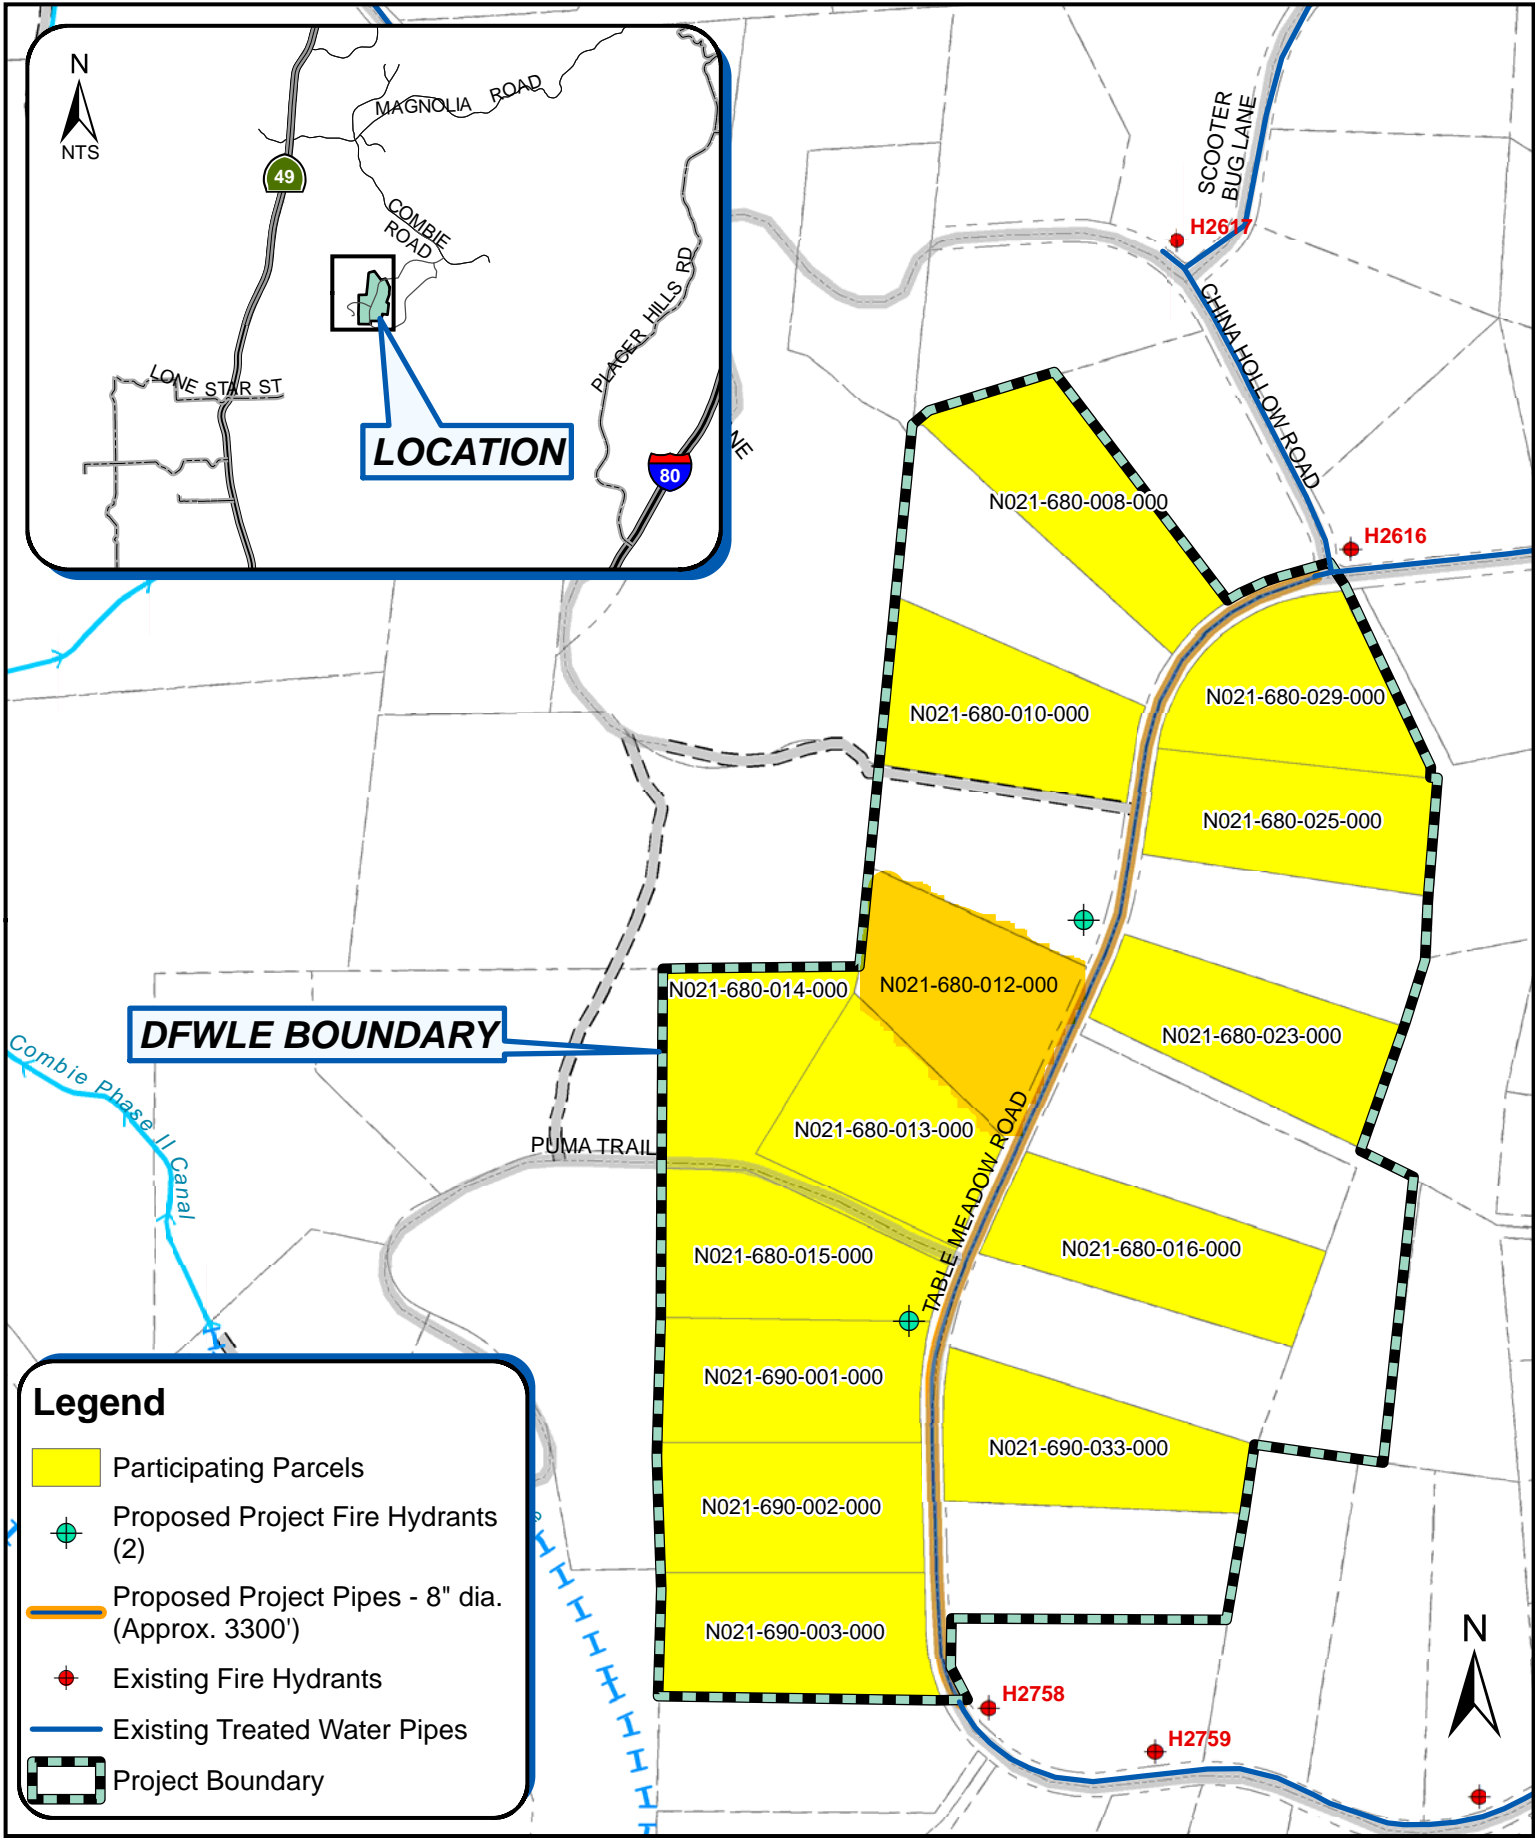 N
NTS
MAGNOLIA ROAD
49
COMBIE
ROAD
PLACER HILLS RD
LONE STAR ST
LOCATION
80
NE
SCOOTER
BUG LANE
H2617
CHINA HOLLOW ROAD
H2616
N021-680-008-000
N021-680-029-000
N021-680-010-000
N021-680-025-000
N021-680-014-000
N021-680-012-000
DFWLE BOUNDARY
N021-680-023-000
Combie Phase II Canal
N021-680-013-000
PUMA TRAIL
TABLE MEADOW ROAD
N021-680-015-000
N021-680-016-000
N021-690-001-000
N021-690-033-000
N021-690-002-000
N021-690-003-000
H2758
H2759
N
Legend
Participating Parcels
Proposed Project Fire Hydrants
(2)
Proposed Project Pipes - 8" dia.
(Approx. 3300')
Existing Fire Hydrants
Existing Treated Water Pipes
Project Boundary